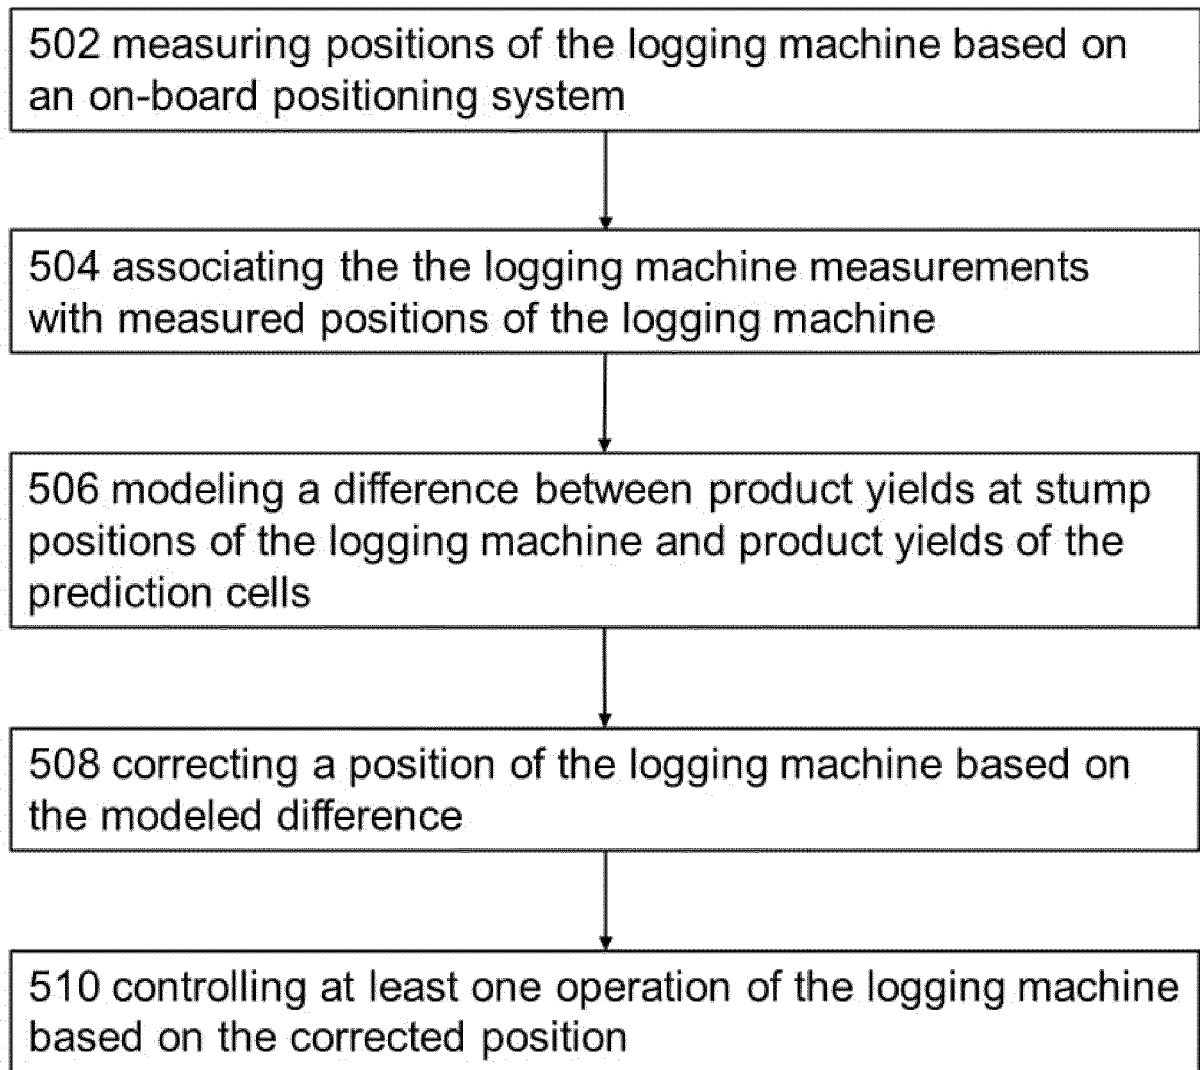 502 measuring positions of the logging machine based on
an on-board positioning system
504 associating the the logging machine measurements
with measured positions of the logging machine
506 modeling a difference between product yields at stump
positions of the logging machine and product yields of the
prediction cells
508 correcting a position of the logging machine based on
the modeled difference
510 controlling at least one operation of the logging machine
based on the corrected position